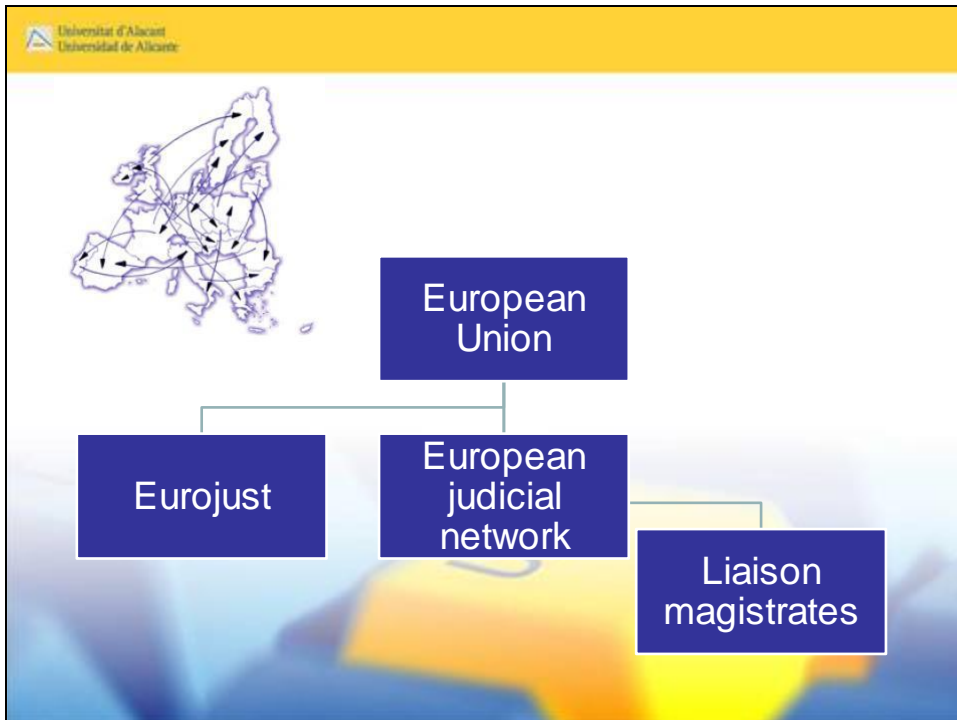 Universitat d'Alacant
Universidad de Alicante
European
Union
Eurojust
European
judicial
network
Liaison
magistrates